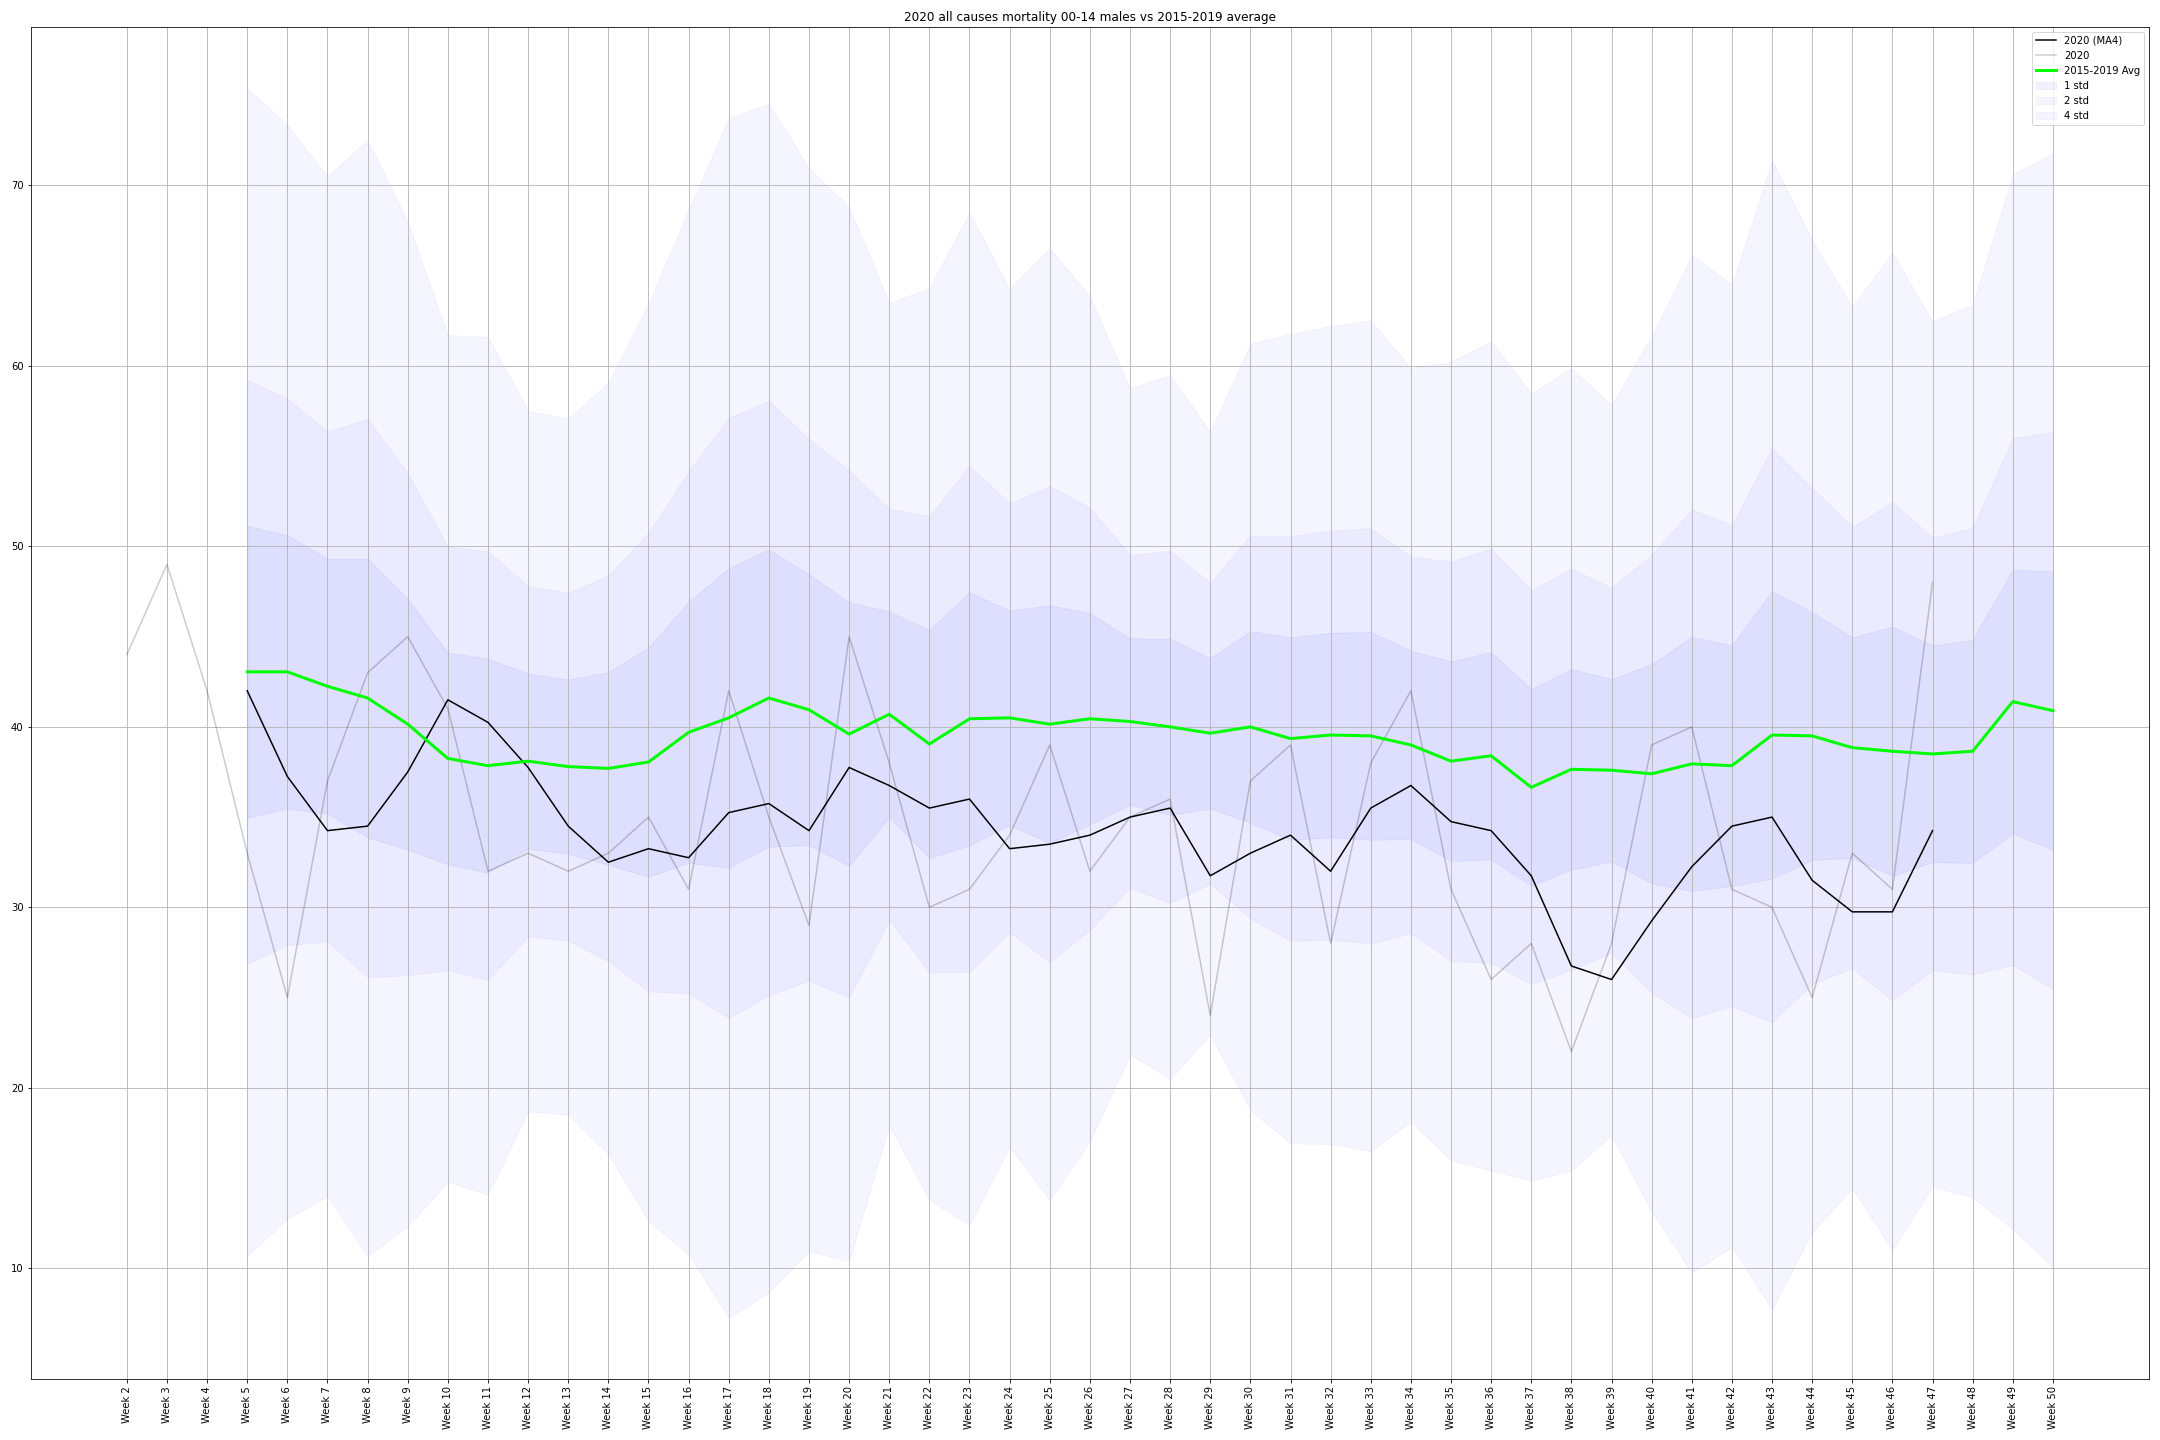 2020 all causes mortality 00-14 males vs 2015-2019 average
2020 (MA4)
2020
2015-2019 Avg
1 std
2 std
4 std
70
60
50
40
30
20
10
Week 2
Week 3
Week 4
Week 5
Week 6
Week 7
Week 8
Week 9
Week 10
Week 11
Week 12
Week 13
Week 14
Week 15
Week 16
Week 17
Week 18
Week 19
Week 20
Week 21
Week 22
Week 23
Week 24
Week 25
Week 26
Week 27
Week 28
Week 29
Week 30
Week 31
Week 32
Week 33
Week 34
Week 35
Week 36
Week 37
Week 38
Week 39
Week 40
Week 41
Week 42
Week 43
Week 44
Week 45
Week 46
Week 47
Week 48
Week 49
Week 50